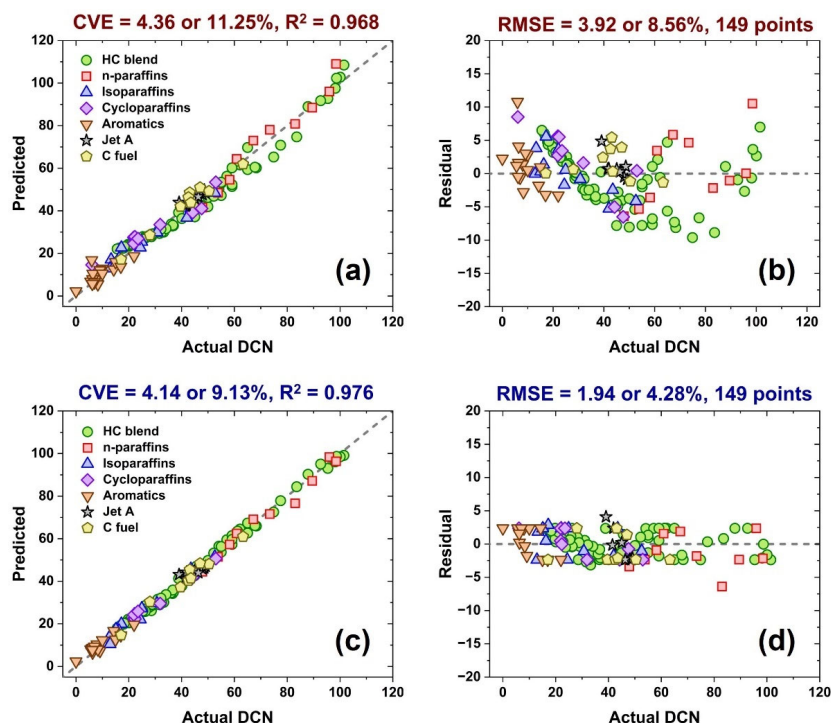 CVE = 4.36 or 11.25%, R² = 0.968
120
100
80
60
40
20
0
Predicted
HC blend
n-paraffins
Isoparaffins
Cycloparaffins
Aromatics
Jet A
C fuel
(a)
0 20 40 60 80 100 120
Actual DCN
RMSE = 3.92 or 8.56%, 149 points
20
15
10
5
0
-5
-10
-15
-20
Residual
(b)
0 20 40 60 80 100 120
Actual DCN
CVE = 4.14 or 9.13%, R² = 0.976
120
100
80
60
40
20
0
Predicted
HC blend
n-paraffins
Isoparaffins
Cycloparaffins
Aromatics
Jet A
C fuel
(c)
0 20 40 60 80 100 120
Actual DCN
RMSE = 1.94 or 4.28%, 149 points
20
15
10
5
0
-5
-10
-15
-20
Residual
(d)
0 20 40 60 80 100 120
Actual DCN